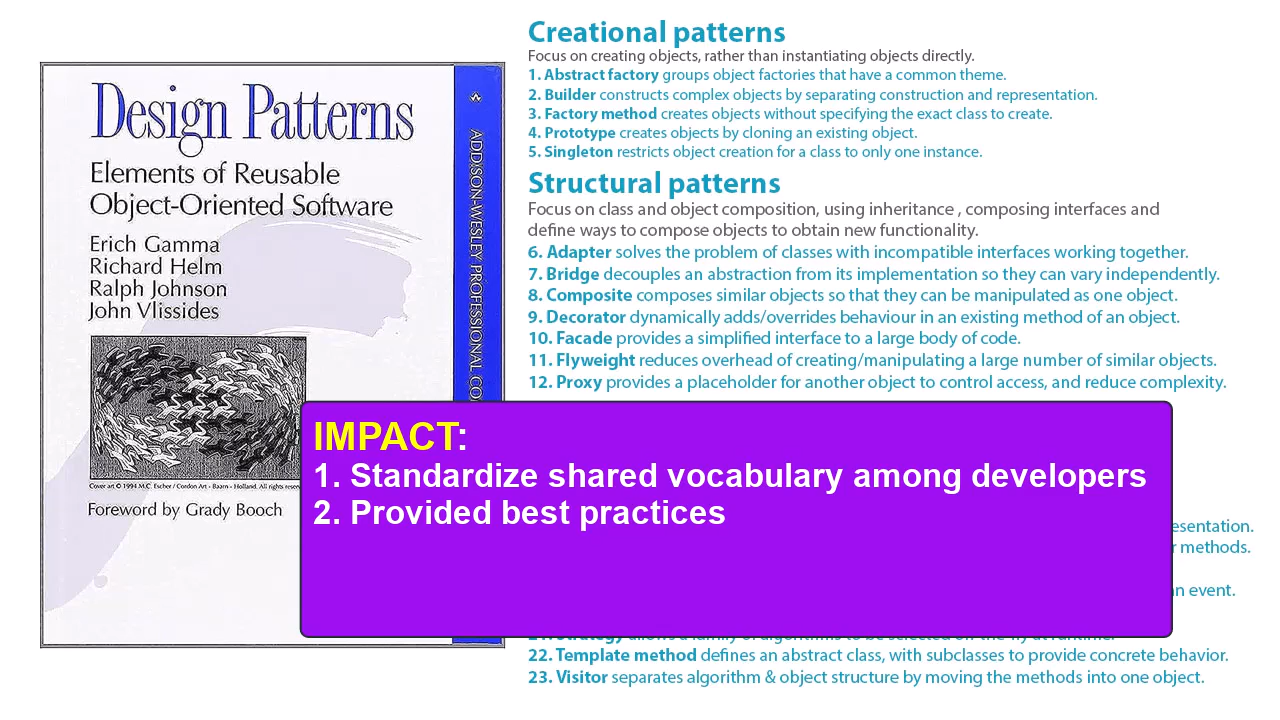 Design Patterns
Elements of Reusable
Object-Oriented Software
Erich Gamma
Richard Helm
Ralph Johnson
John Vlissides
Cover art © 1994 M.C. Escher / Cordon Art - Baarn - Holland. All rights
Foreword by Grady Booch
ADDISON-WESLEY PROFESSIONAL
Creational patterns
Focus on creating objects, rather than instantiating objects directly.
1. Abstract factory groups object factories that have a common theme.
2. Builder constructs complex objects by separating construction and representation.
3. Factory method creates objects without specifying the exact class to create.
4. Prototype creates objects by cloning an existing object.
5. Singleton restricts object creation for a class to only one instance.
Structural patterns
Focus on class and object composition, using inheritance , composing interfaces and
define ways to compose objects to obtain new functionality.
6. Adapter solves the problem of classes with incompatible interfaces working together.
7. Bridge decouples an abstraction from its implementation so they can vary independently.
8. Composite composes similar objects so that they can be manipulated as one object.
9. Decorator dynamically adds/overrides behaviour in an existing method of an object.
10. Facade provides a simplified interface to a large body of code.
11. Flyweight reduces overhead of creating/manipulating a large number of similar objects.
12. Proxy provides a placeholder for another object to control access, and reduce complexity.
IMPACT:
1. Standardize shared vocabulary among developers
2. Provided best practices
methods.
event.
22. Template method defines an abstract class, with subclasses to provide concrete behavior.
23. Visitor separates algorithm & object structure by moving the methods into one object.